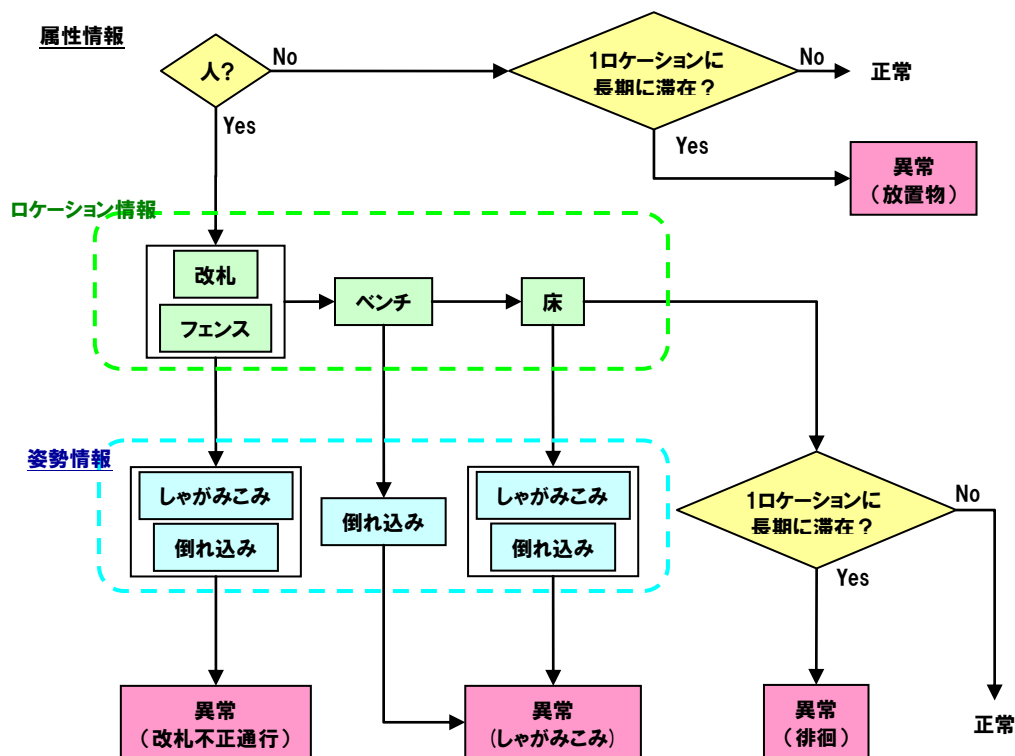 属性情報
人?
No
1ロケーションに
長期に滞在？
No
正常
Yes
Yes
異常
（放置物）
ロケーション情報
改札
フェンス
ベンチ
床
姿勢情報
しゃがみこみ
倒れ込み
倒れ込み
しゃがみこみ
倒れ込み
1ロケーションに
長期に滞在？
No
Yes
異常
（改札不正通行）
異常
(しゃがみこみ)
異常
（徘徊）
正常